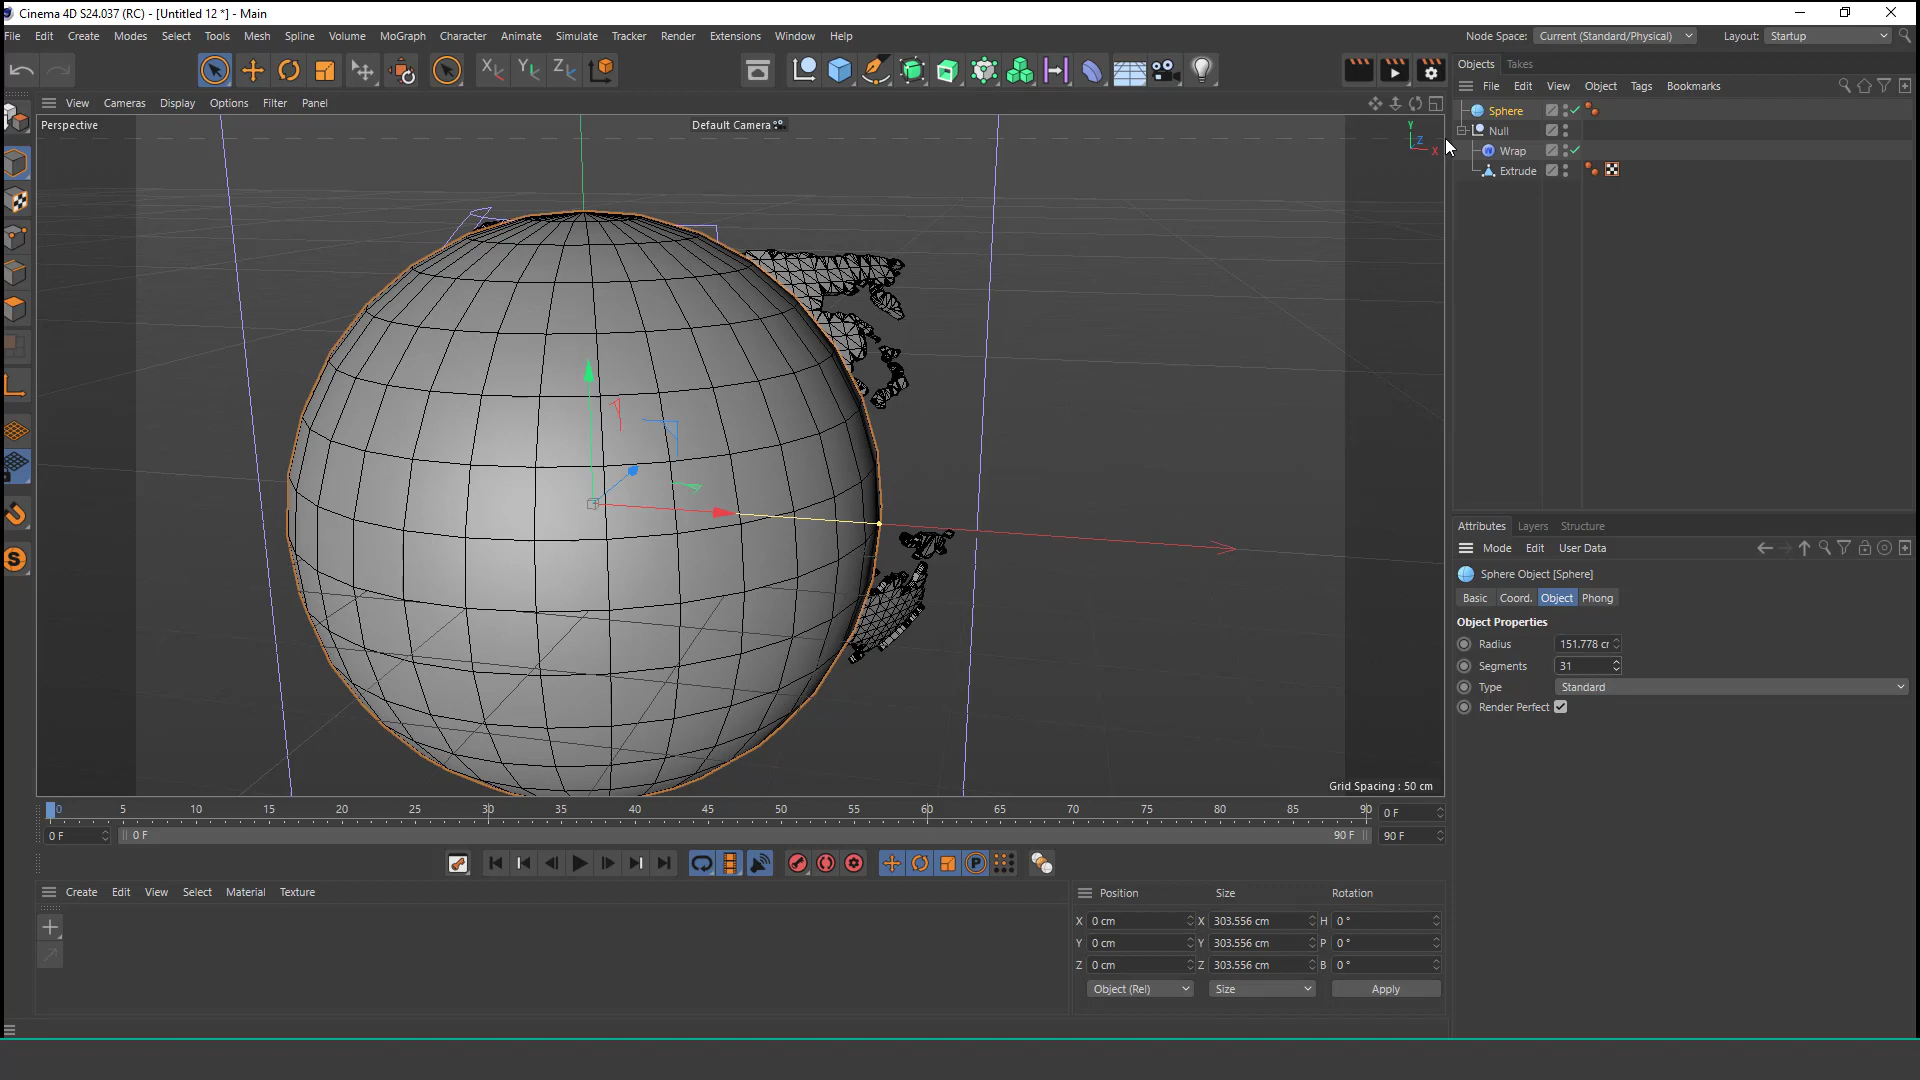 Cinema 4D S24.037 (RC) - [Untitled 12 *] - Main
File Edit Create Modes Select Tools Mesh Spline Volume MoGraph Character Animate Simulate Tracker Render Extensions Window Help Node Space: Current (Standard/Physical) Layout: Startup
Objects Takes
View Cameras Display Options Filter Panel
File Edit View Object Tags Bookmarks
Perspective Default Camera
Y Z X
Sphere
Null
Wrap
Extrude
Grid Spacing : 50 cm
Attributes Layers Structure
Mode Edit User Data
Sphere Object [Sphere]
Basic Coord. Object Phong
Object Properties
Radius 151.778 cr
Segments 31
Type Standard
Render Perfect
0 5 10 15 20 25 30 35 40 45 50 55 60 65 70 75 80 85 90 0 F
0 F 0 F 90 F 90 F
Create Edit View Select Material Texture
Position Size Rotation
X 0 cm X 303.556 cm H 0 °
Y 0 cm Y 303.556 cm P 0 °
Z 0 cm Z 303.556 cm B 0 °
Object (Rel) Size Apply